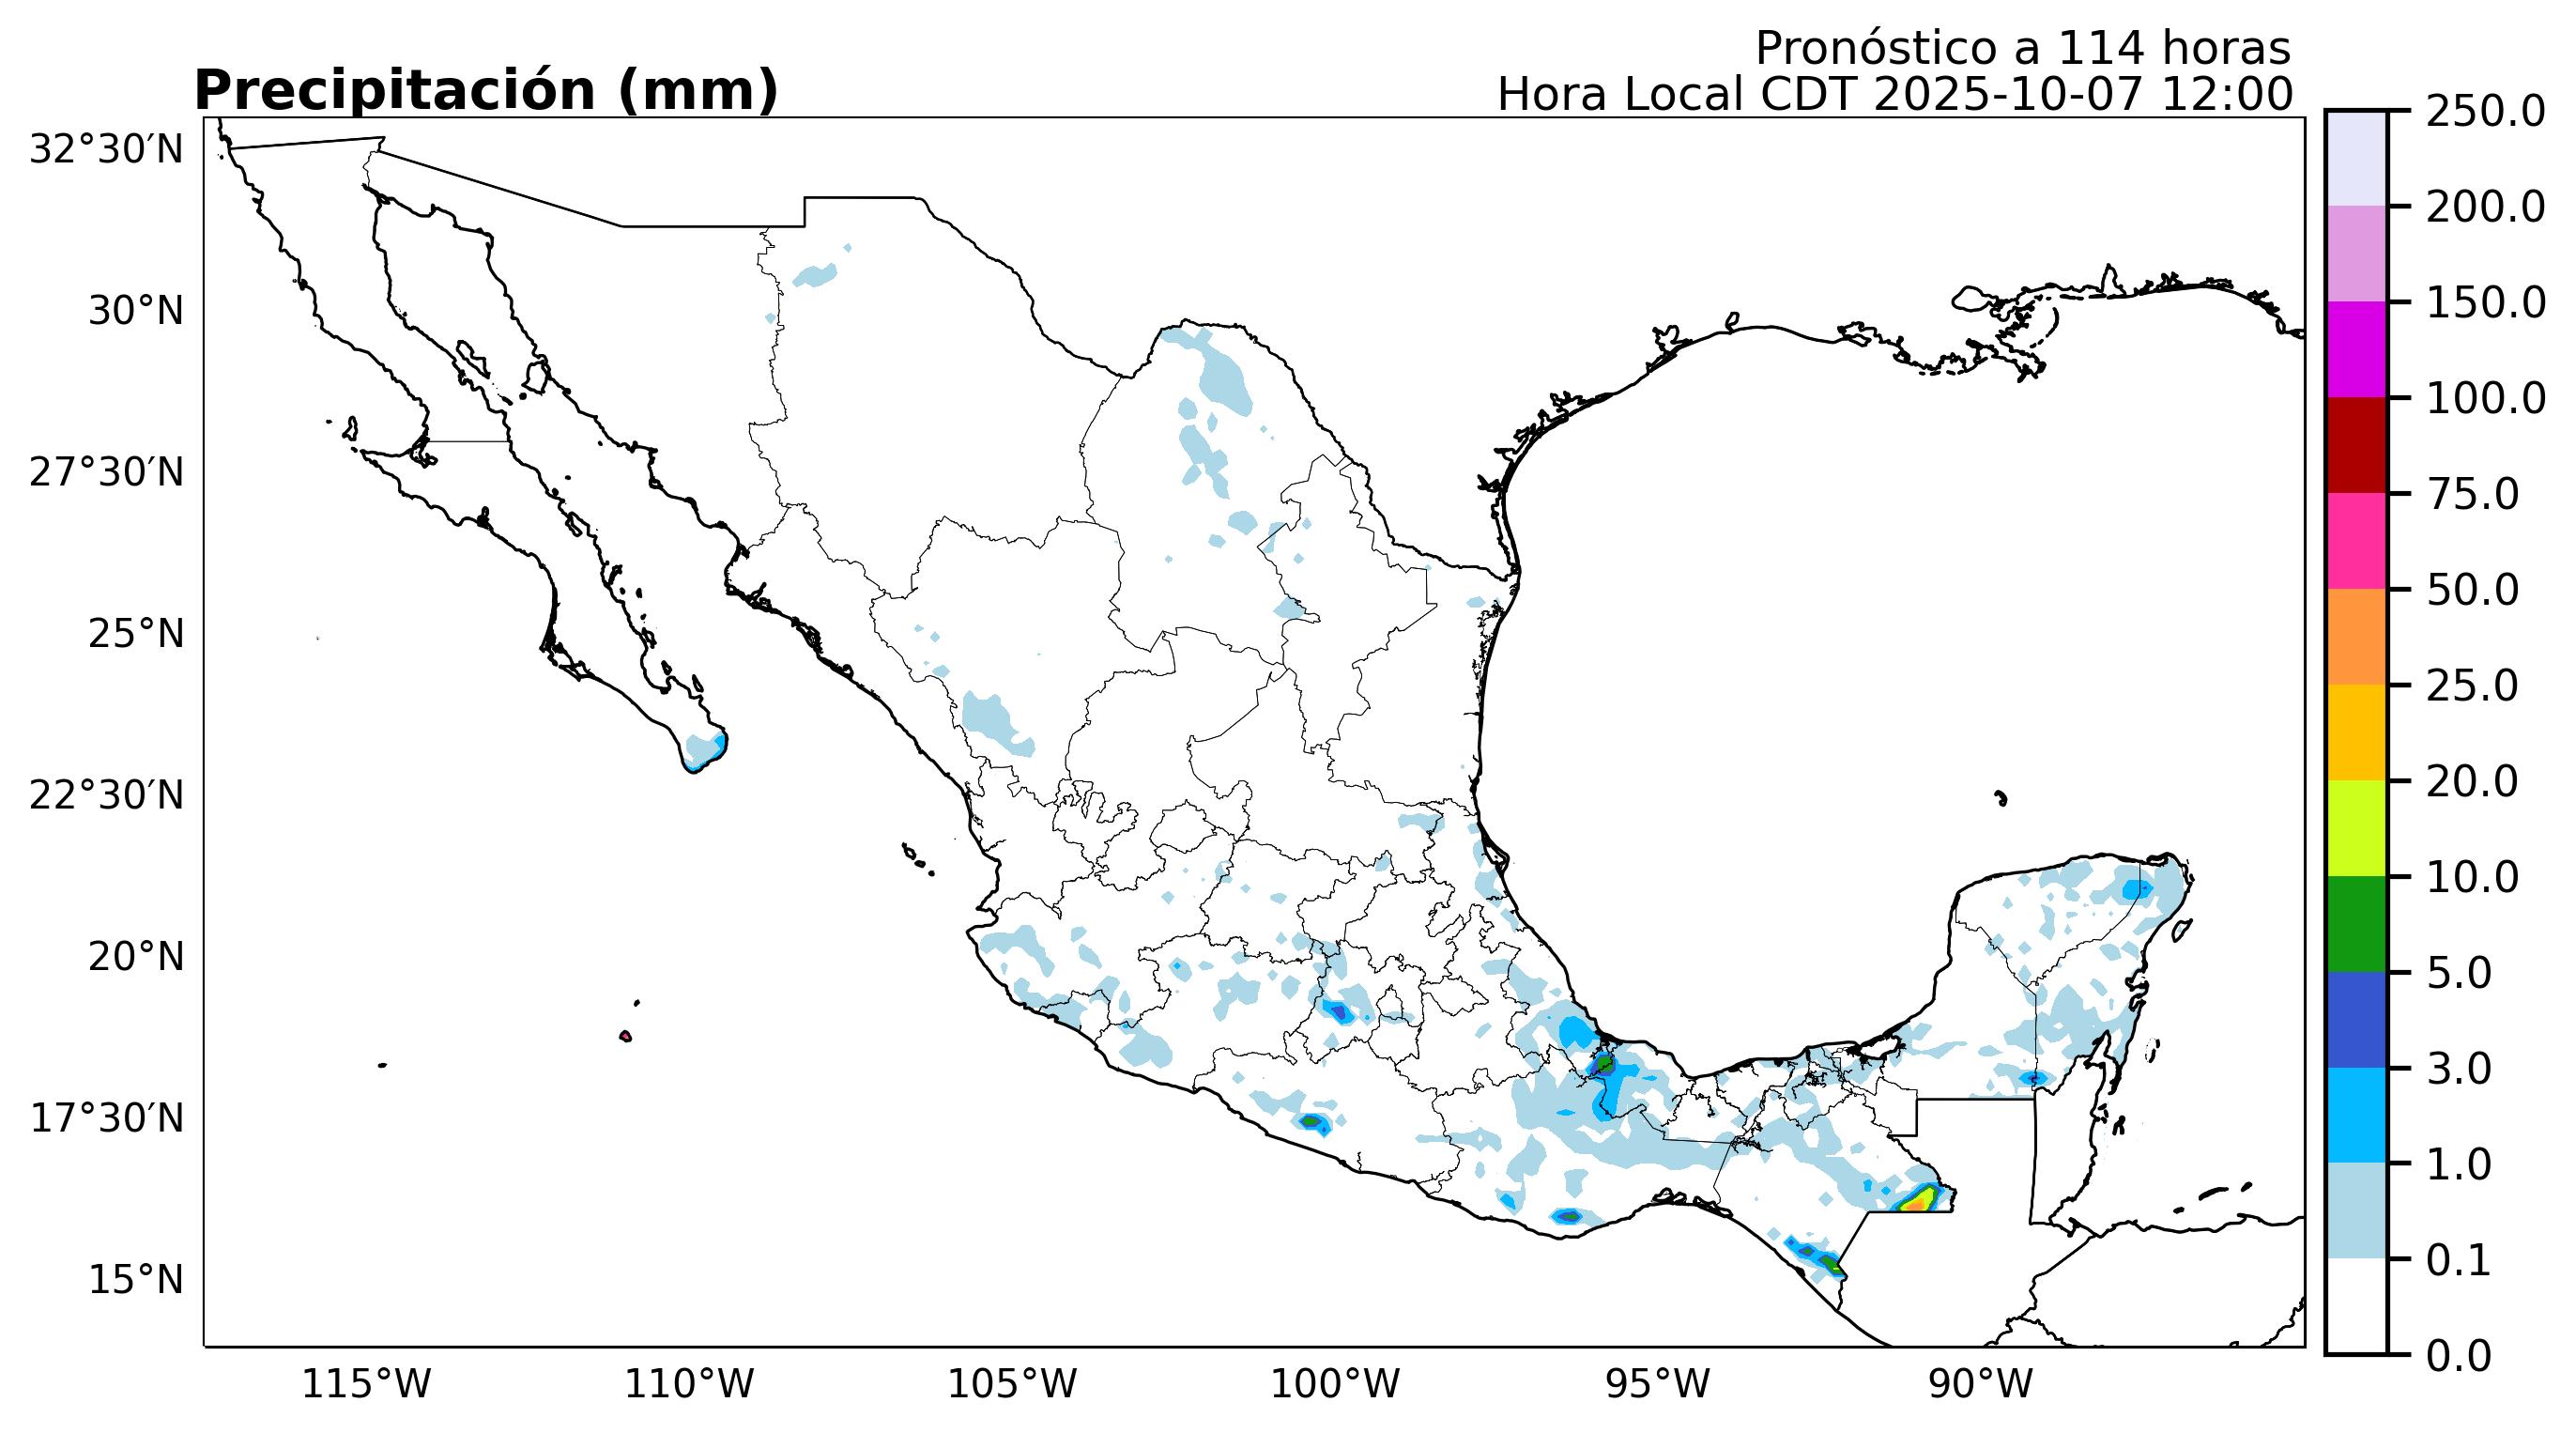 Pronóstico a 114 horas
Precipitación (mm)
Hora Local CDT 2025-10-07 12:00
32°30′N
30°N
27°30′N
25°N
22°30′N
20°N
17°30′N
15°N
115°W
110°W
105°W
100°W
95°W
90°W
250.0
200.0
150.0
100.0
75.0
50.0
25.0
20.0
10.0
5.0
3.0
1.0
0.1
0.0